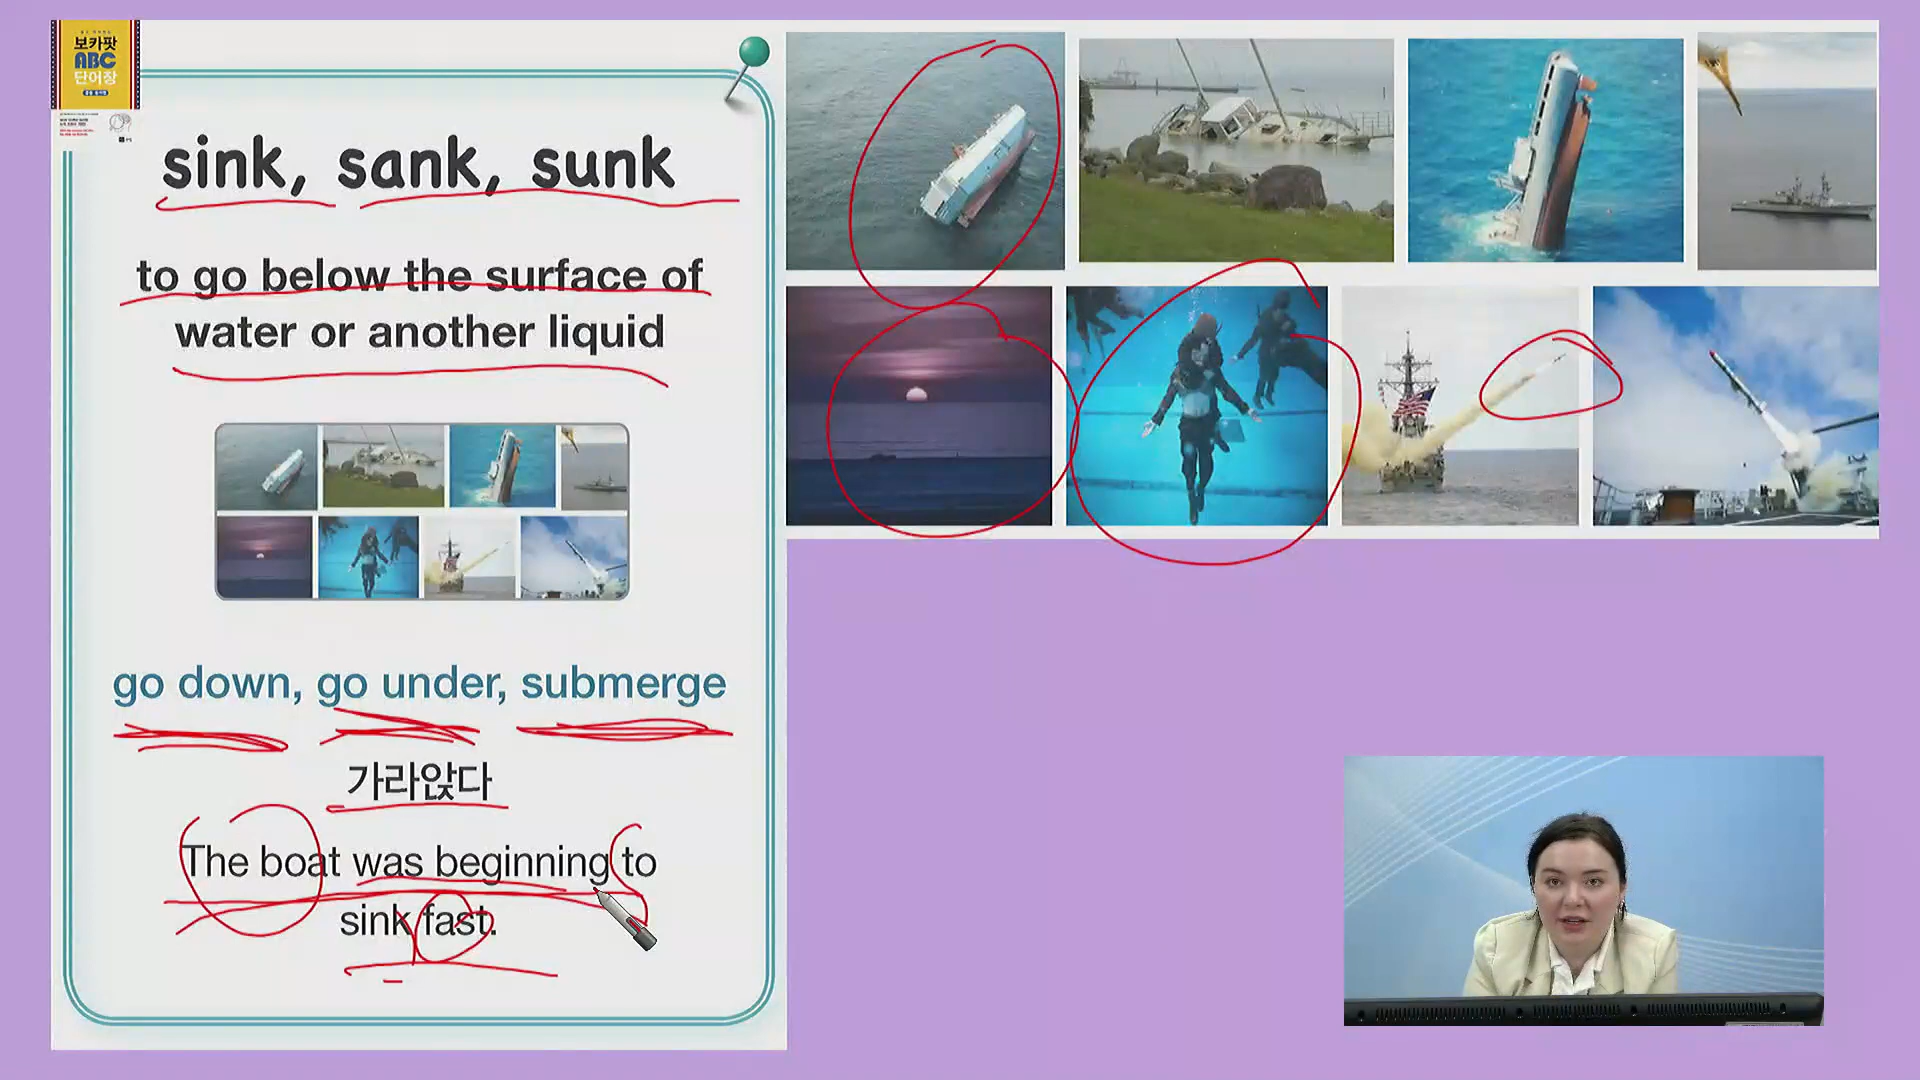 보카팟
ABC
단어장
sink, sank, sunk
to go below the surface of
water or another liquid
go down, go under, submerge
가라앉다
The boat was beginning to
sink fast.